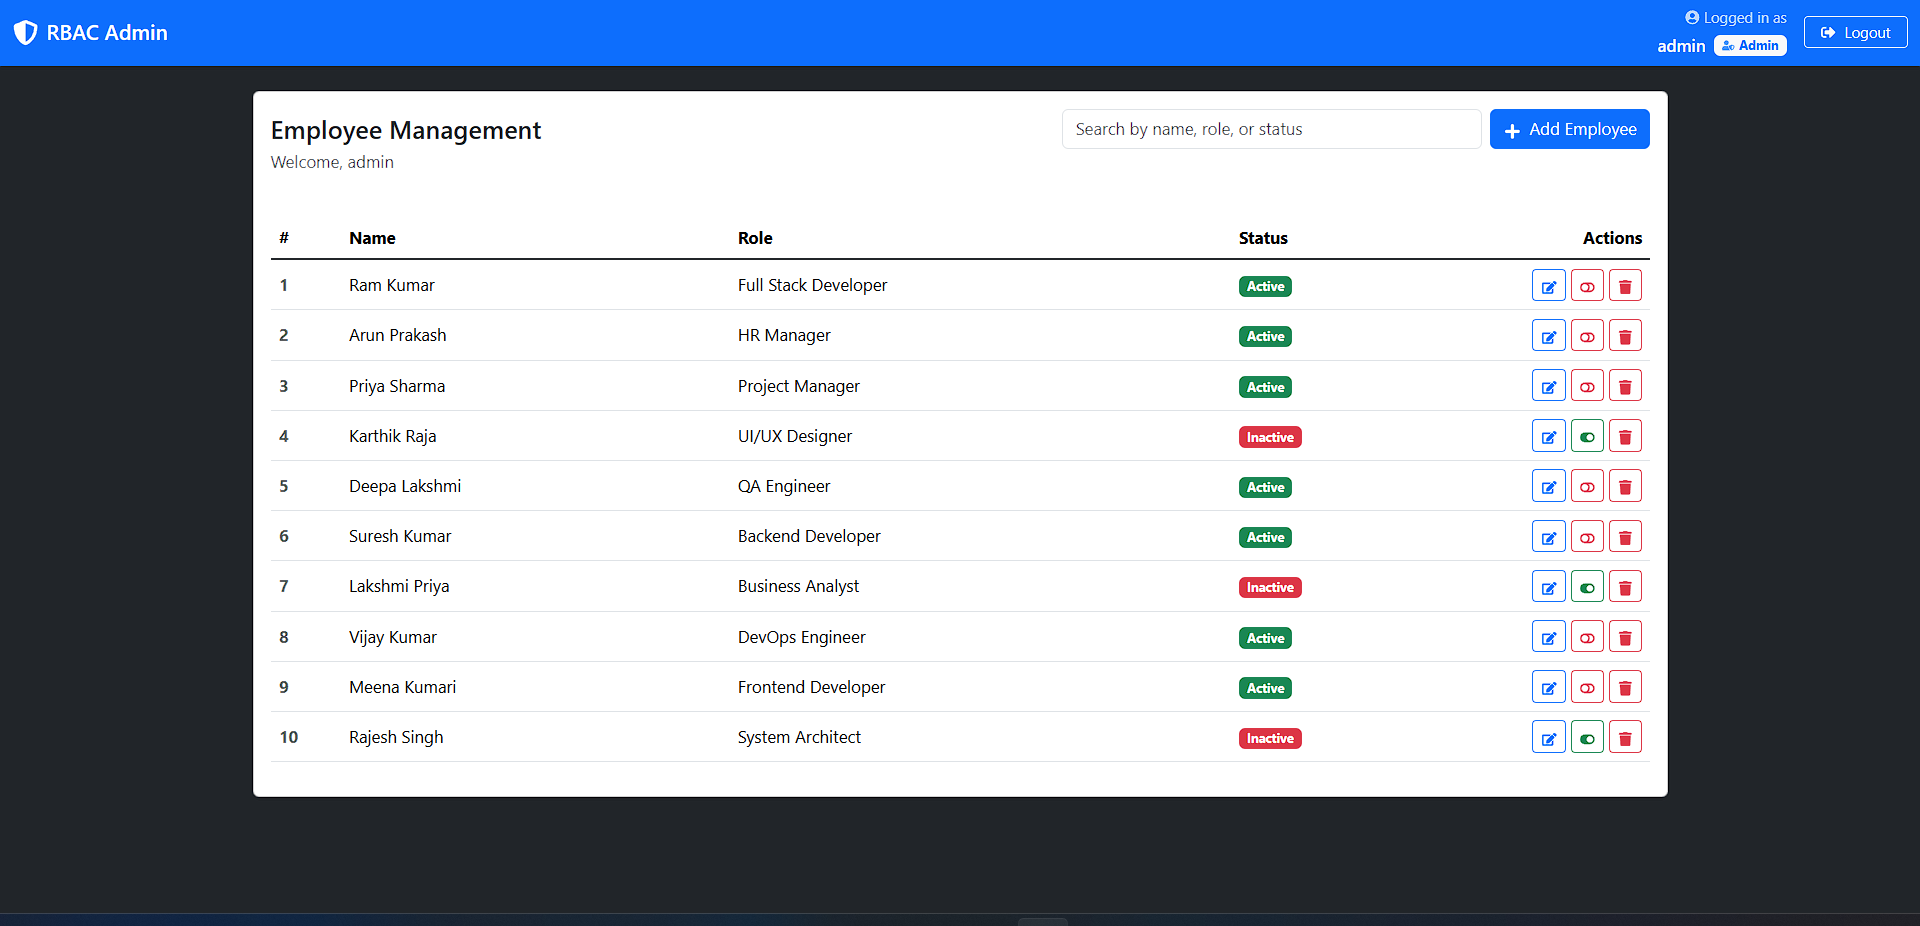 RBAC Admin
Logged in as
admin Admin
Logout
Employee Management
Welcome, admin
Search by name, role, or status
Add Employee
# Name Role Status Actions
1 Ram Kumar Full Stack Developer Active
2 Arun Prakash HR Manager Active
3 Priya Sharma Project Manager Active
4 Karthik Raja UI/UX Designer Inactive
5 Deepa Lakshmi QA Engineer Active
6 Suresh Kumar Backend Developer Active
7 Lakshmi Priya Business Analyst Inactive
8 Vijay Kumar DevOps Engineer Active
9 Meena Kumari Frontend Developer Active
10 Rajesh Singh System Architect Inactive